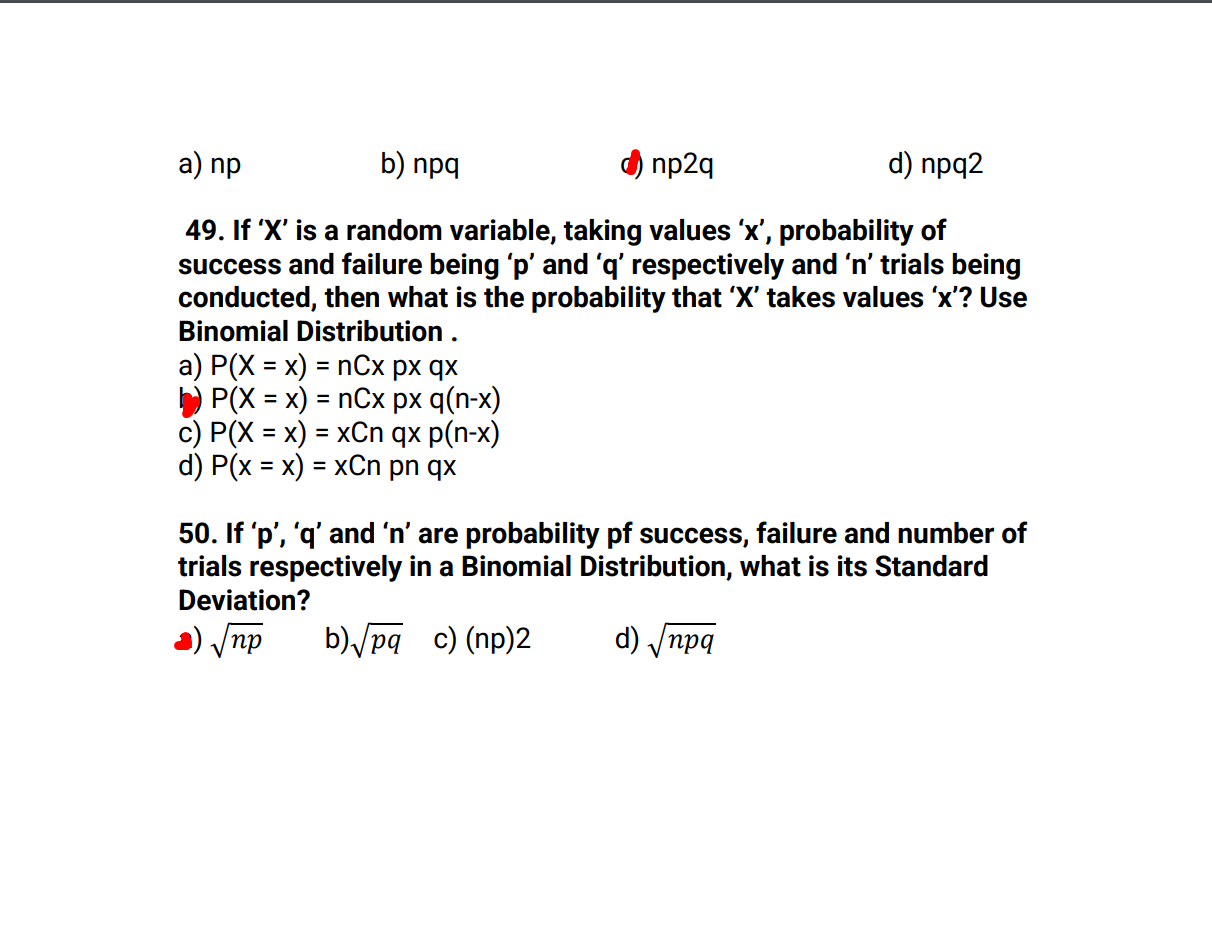 a) np b) npq c) np2q d) npq2
49. If ‘X’ is a random variable, taking values ‘x’, probability of
success and failure being ‘p’ and ‘q’ respectively and ‘n’ trials being
conducted, then what is the probability that ‘X’ takes values ‘x’? Use
Binomial Distribution .
a) P(X = x) = nCx px qx
b) P(X = x) = nCx px q(n-x)
c) P(X = x) = xCn qx p(n-x)
d) P(x = x) = xCn pn qx
50. If ‘p’, ‘q’ and ‘n’ are probability pf success, failure and number of
trials respectively in a Binomial Distribution, what is its Standard
Deviation?
a) √np b)√pq c) (np)2 d) √npq